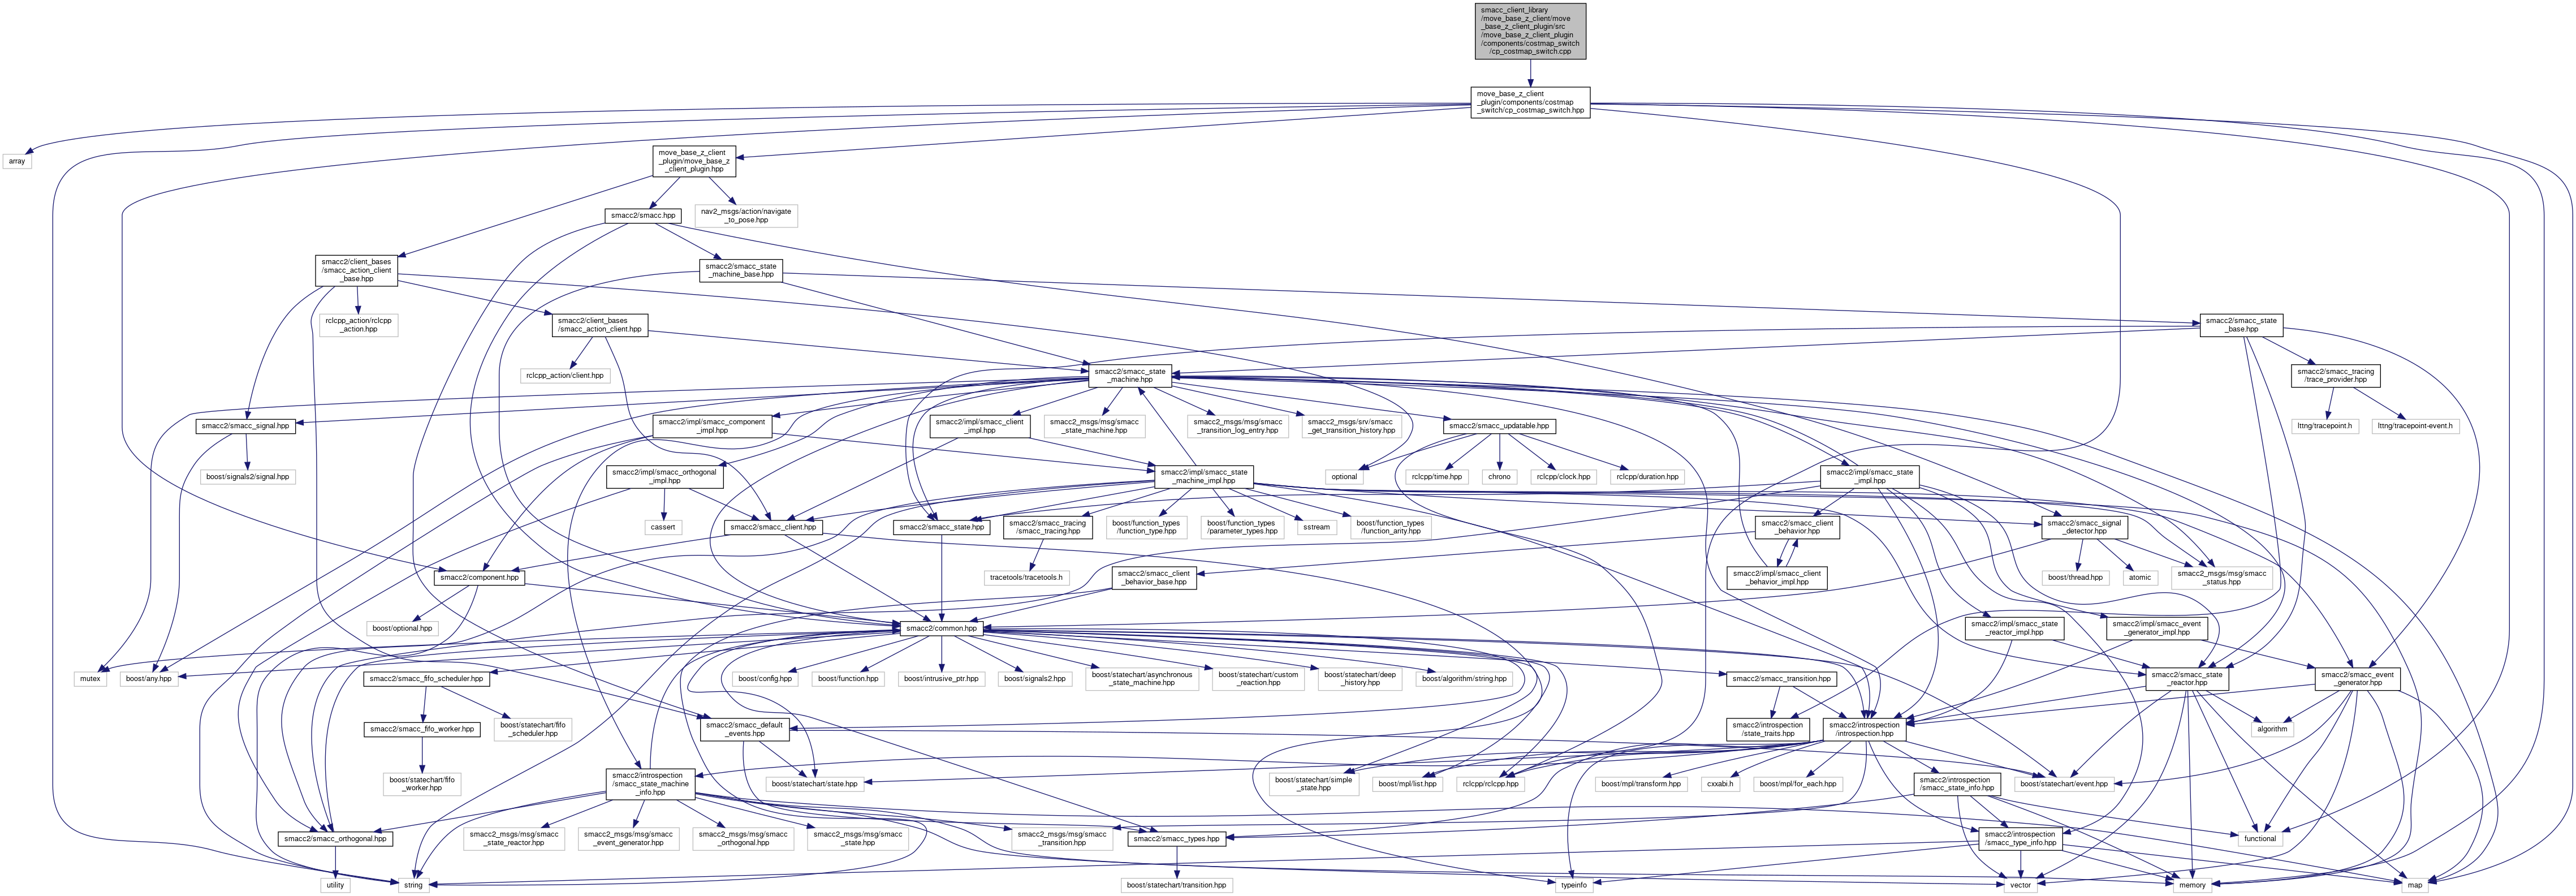 smacc_client_library
/move_base_z_client/move
_base_z_client_plugin/src
/move_base_z_client_plugin
/components/costmap_switch
/cp_costmap_switch.cpp
move_base_z_client
_plugin/components/costmap
_switch/cp_costmap_switch.hpp
array
move_base_z_client
_plugin/move_base_z
_client_plugin.hpp
smacc2/smacc.hpp
nav2_msgs/action/navigate
_to_pose.hpp
smacc2/client_bases
/smacc_action_client
_base.hpp
smacc2/smacc_state
_machine_base.hpp
rclcpp_action/rclcpp
_action.hpp
smacc2/client_bases
/smacc_action_client.hpp
smacc2/smacc_state
_base.hpp
rclcpp_action/client.hpp
smacc2/smacc_state
_machine.hpp
smacc2/smacc_tracing
/trace_provider.hpp
smacc2/smacc_signal.hpp
smacc2/impl/smacc_component
_impl.hpp
smacc2/impl/smacc_client
_impl.hpp
smacc2_msgs/msg/smacc
_state_machine.hpp
smacc2_msgs/msg/smacc
_transition_log_entry.hpp
smacc2_msgs/srv/smacc
_get_transition_history.hpp
smacc2/smacc_updatable.hpp
lttng/tracepoint.h
lttng/tracepoint-event.h
boost/signals2/signal.hpp
smacc2/impl/smacc_orthogonal
_impl.hpp
smacc2/impl/smacc_state
_machine_impl.hpp
optional
rclcpp/time.hpp
chrono
rclcpp/clock.hpp
rclcpp/duration.hpp
smacc2/impl/smacc_state
_impl.hpp
cassert
smacc2/smacc_client.hpp
smacc2/smacc_state.hpp
smacc2/smacc_tracing
/smacc_tracing.hpp
boost/function_types
/function_type.hpp
boost/function_types
/parameter_types.hpp
sstream
boost/function_types
/function_arity.hpp
smacc2/smacc_client
_behavior.hpp
smacc2/smacc_signal
_detector.hpp
smacc2/component.hpp
tracetools/tracetools.h
smacc2/smacc_client
_behavior_base.hpp
smacc2/impl/smacc_client
_behavior_impl.hpp
boost/thread.hpp
atomic
smacc2_msgs/msg/smacc
_status.hpp
boost/optional.hpp
smacc2/common.hpp
smacc2/impl/smacc_state
_reactor_impl.hpp
smacc2/impl/smacc_event
_generator_impl.hpp
mutex
boost/any.hpp
smacc2/smacc_fifo_scheduler.hpp
boost/config.hpp
boost/function.hpp
boost/intrusive_ptr.hpp
boost/signals2.hpp
boost/statechart/asynchronous
_state_machine.hpp
boost/statechart/custom
_reaction.hpp
boost/statechart/deep
_history.hpp
boost/algorithm/string.hpp
smacc2/smacc_transition.hpp
smacc2/smacc_state
_reactor.hpp
smacc2/smacc_event
_generator.hpp
smacc2/smacc_fifo_worker.hpp
boost/statechart/fifo
_scheduler.hpp
smacc2/smacc_default
_events.hpp
smacc2/introspection
/state_traits.hpp
smacc2/introspection
/introspection.hpp
algorithm
boost/statechart/fifo
_worker.hpp
smacc2/introspection
/smacc_state_machine
_info.hpp
boost/statechart/state.hpp
boost/statechart/simple
_state.hpp
boost/mpl/list.hpp
rclcpp/rclcpp.hpp
boost/mpl/transform.hpp
cxxabi.h
boost/mpl/for_each.hpp
smacc2/introspection
/smacc_state_info.hpp
boost/statechart/event.hpp
smacc2/smacc_orthogonal.hpp
smacc2_msgs/msg/smacc
_state_reactor.hpp
smacc2_msgs/msg/smacc
_event_generator.hpp
smacc2_msgs/msg/smacc
_orthogonal.hpp
smacc2_msgs/msg/smacc
_state.hpp
smacc2_msgs/msg/smacc
_transition.hpp
smacc2/smacc_types.hpp
smacc2/introspection
/smacc_type_info.hpp
functional
utility
string
boost/statechart/transition.hpp
typeinfo
vector
memory
map